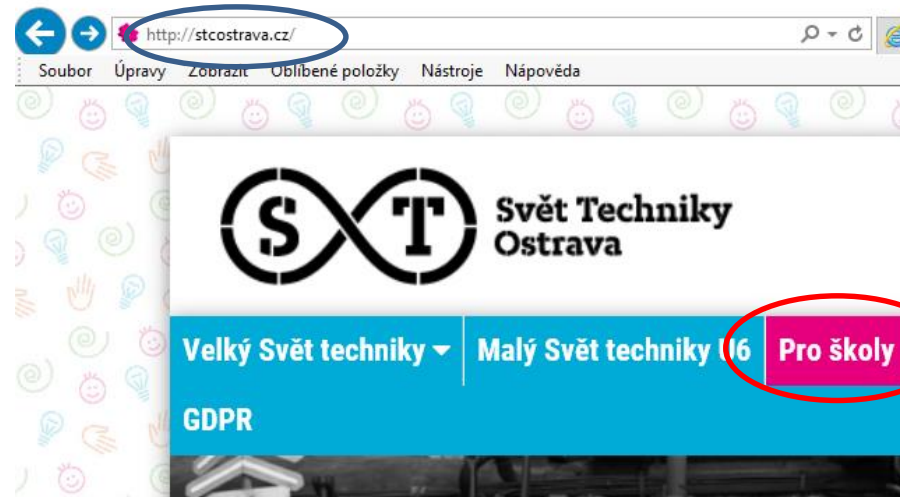 http://stcostrava.cz/
Soubor Úpravy Zobrazit Oblíbené položky Nástroje Nápověda
S T
Svět Techniky
Ostrava
Velký Svět techniky Malý Svět techniky U6 Pro školy
GDPR